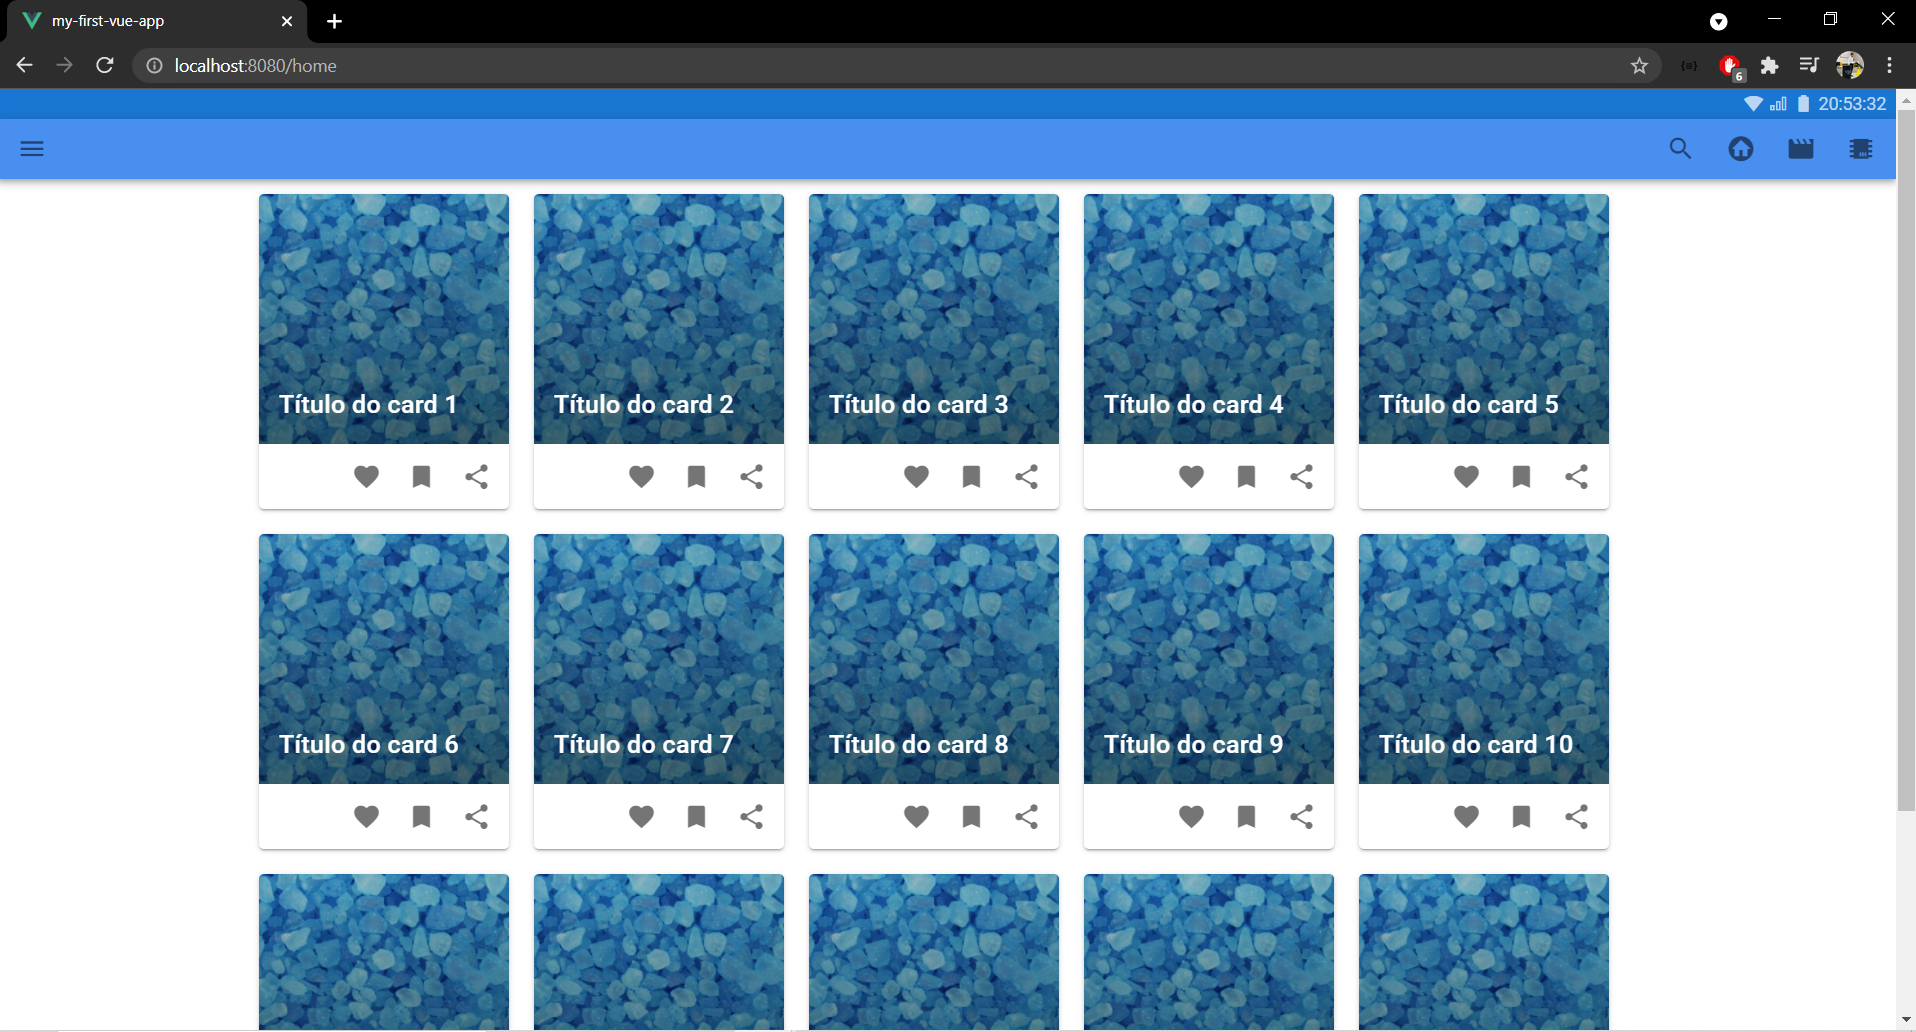 my-first-vue-app
localhost:8080/home
6
20:53:32
Título do card 1
Título do card 2
Título do card 3
Título do card 4
Título do card 5
Título do card 6
Título do card 7
Título do card 8
Título do card 9
Título do card 10